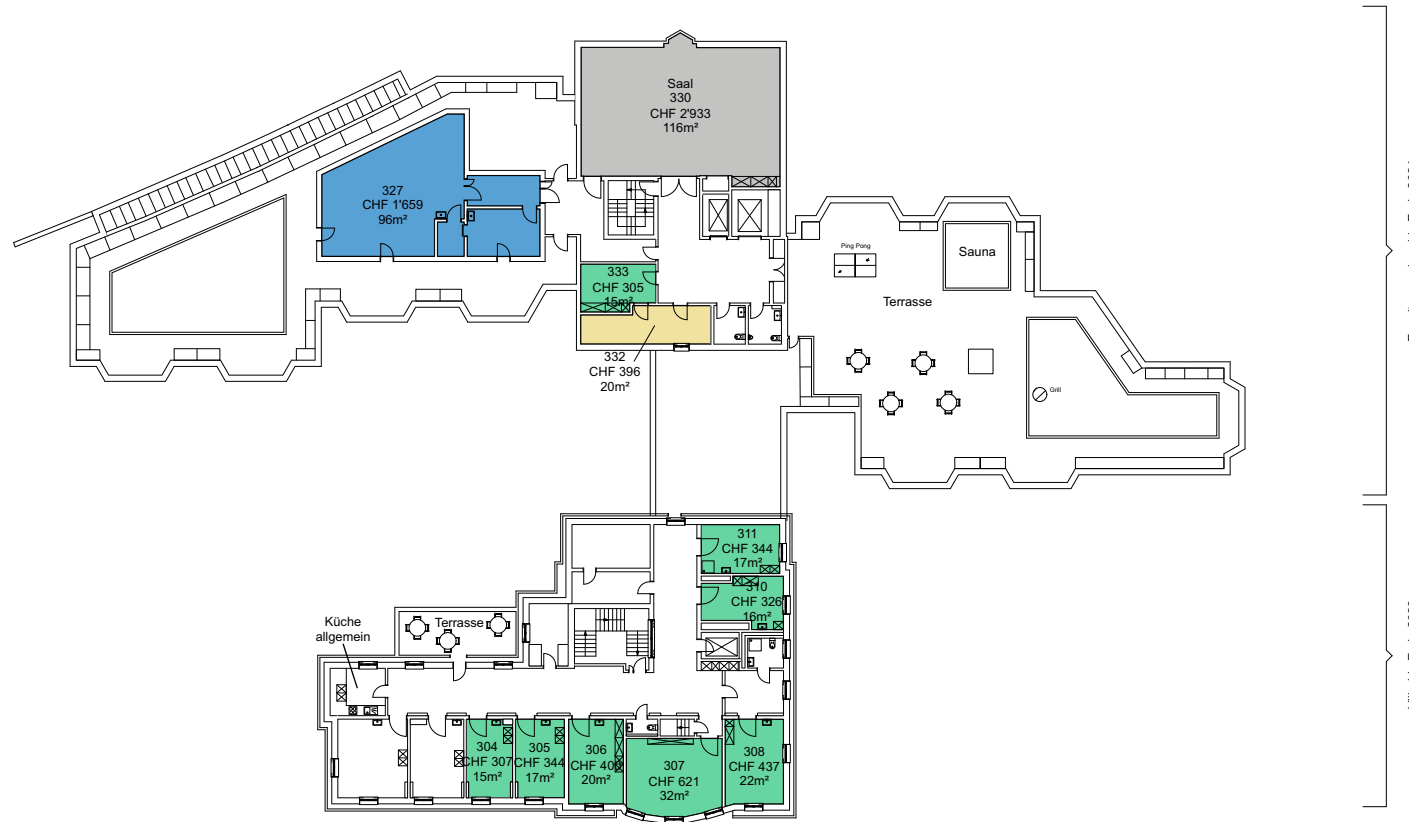 Saal
330
CHF 2'933
116m²
327
CHF 1'659
96m²
333
CHF 305
15m²
332
CHF 396
20m²
Ping Pong
Sauna
Terrasse
Grill
311
CHF 344
17m²
310
CHF 326
16m²
Küche
allgemein
Terrasse
304
CHF 307
15m²
305
CHF 344
17m²
306
20m²
307
CHF 621
32m²
308
CHF 437
22m²